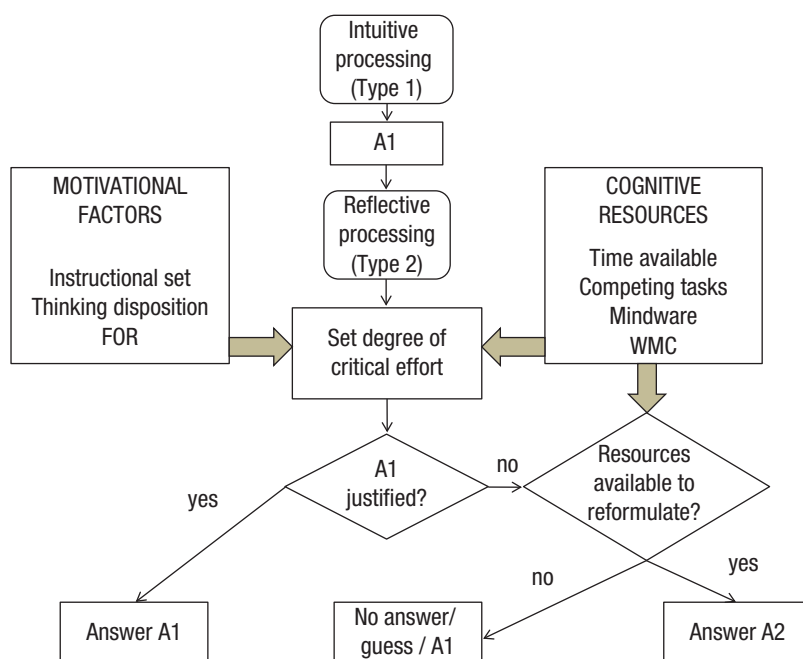 Intuitive
processing
(Type 1)
A1
MOTIVATIONAL
FACTORS
Instructional set
Thinking disposition
FOR
Reflective
processing
(Type 2)
COGNITIVE
RESOURCES
Time available
Competing tasks
Mindware
WMC
Set degree of
critical effort
A1
justified?
no
Resources
available to
reformulate?
yes
no
yes
Answer A1
No answer/
guess / A1
Answer A2